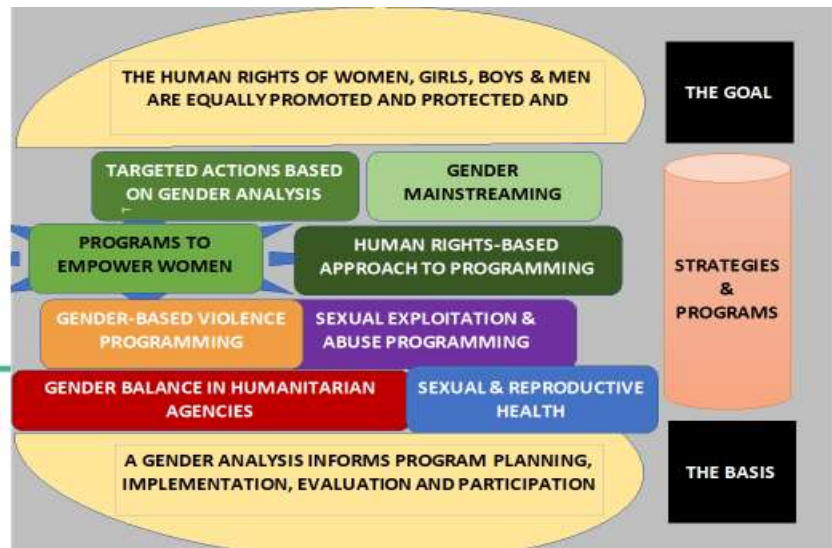 THE HUMAN RIGHTS OF WOMEN, GIRLS, BOYS & MEN
ARE EQUALLY PROMOTED AND PROTECTED AND
THE GOAL
TARGETED ACTIONS BASED
ON GENDER ANALYSIS
GENDER
MAINSTREAMING
PROGRAMS TO
EMPOWER WOMEN
HUMAN RIGHTS-BASED
APPROACH TO PROGRAMMING
STRATEGIES
&
PROGRAMS
GENDER-BASED VIOLENCE
PROGRAMMING
SEXUAL EXPLOITATION &
ABUSE PROGRAMMING
GENDER BALANCE IN HUMANITARIAN
AGENCIES
SEXUAL & REPRODUCTIVE
HEALTH
A GENDER ANALYSIS INFORMS PROGRAM PLANNING,
IMPLEMENTATION, EVALUATION AND PARTICIPATION
THE BASIS